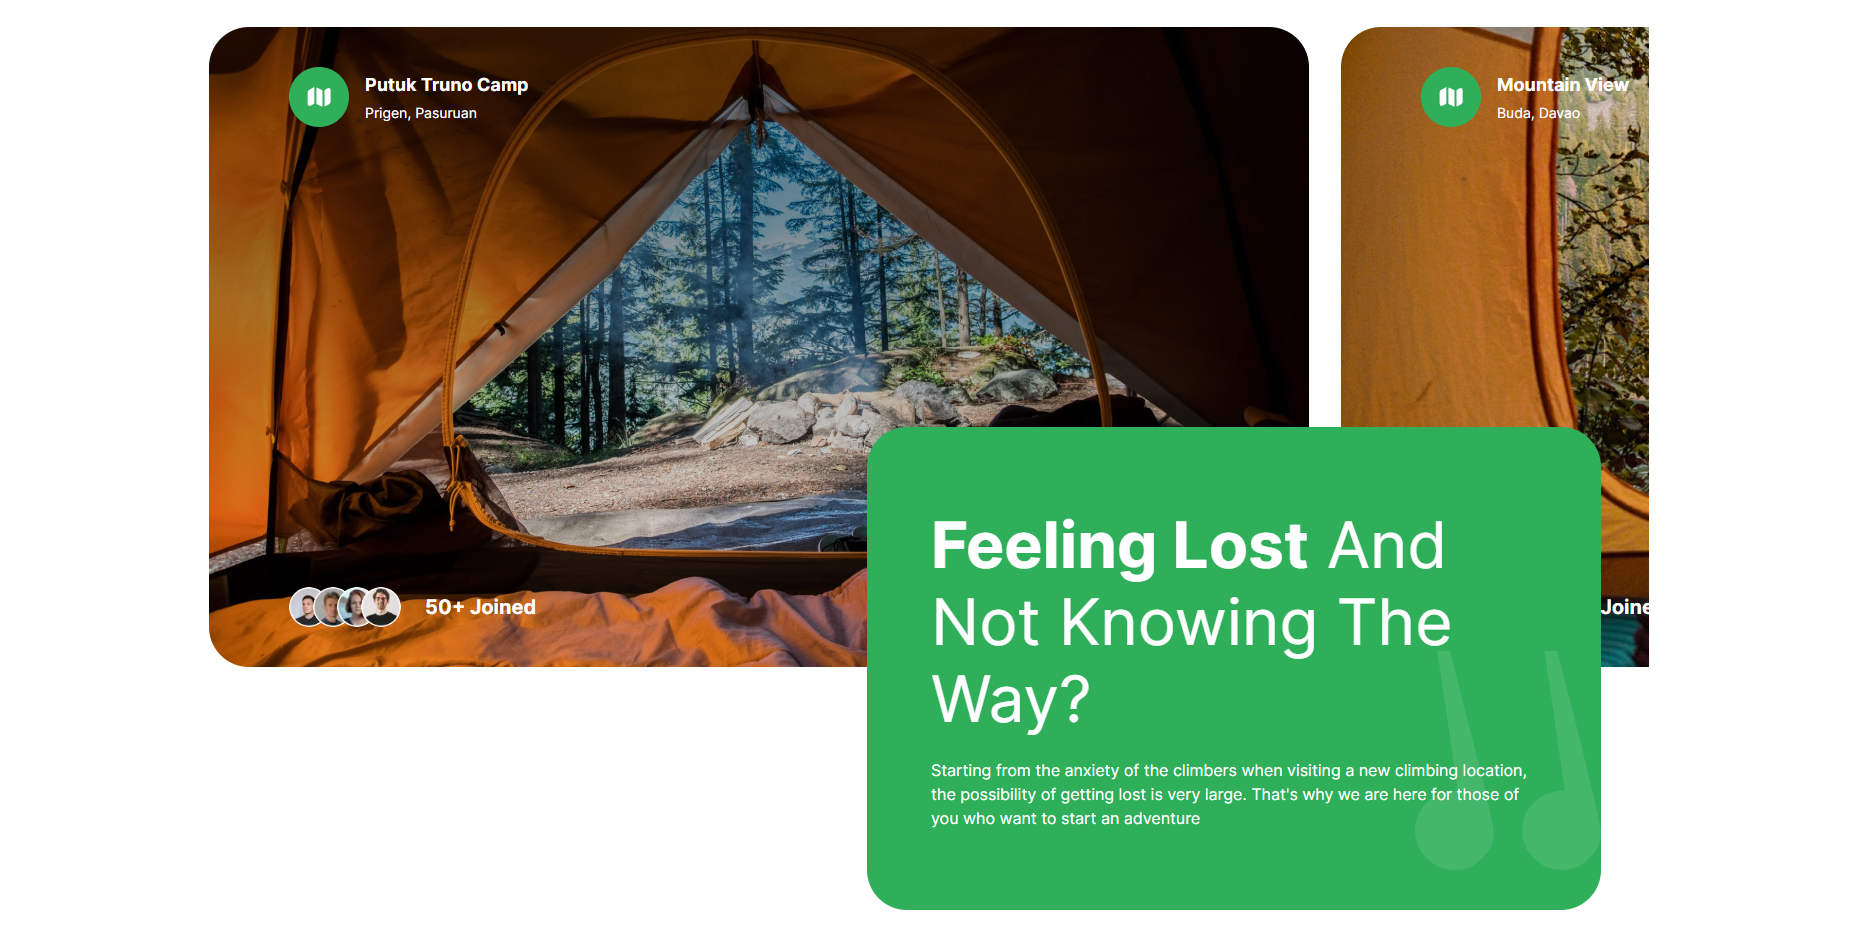 Putuk Truno Camp
Prigen, Pasuruan
Mountain View
Buda, Davao
50+ Joined
Joine
Feeling Lost And
Not Knowing The
Way?
Starting from the anxiety of the climbers when visiting a new climbing location,
the possibility of getting lost is very large. That's why we are here for those of
you who want to start an adventure